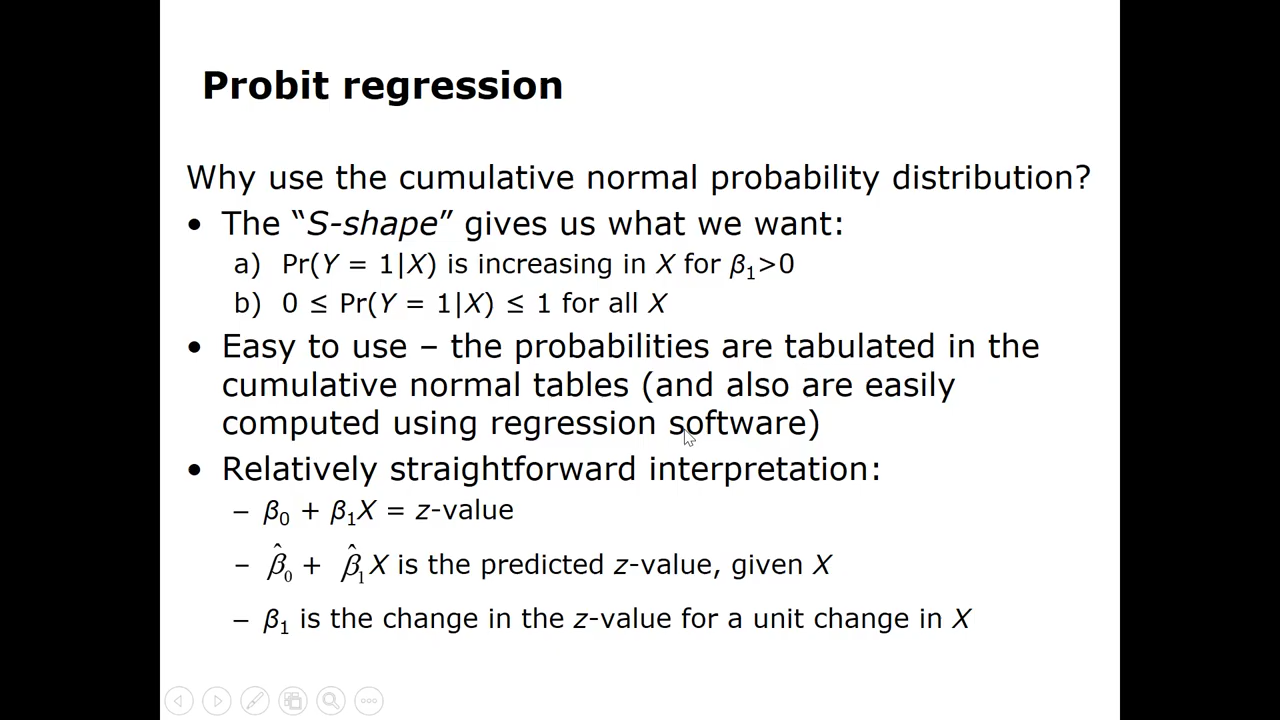 Probit regression
Why use the cumulative normal probability distribution?
• The “S-shape” gives us what we want:
a) Pr(Y = 1|X) is increasing in X for β₁>0
b) 0 ≤ Pr(Y = 1|X) ≤ 1 for all X
• Easy to use – the probabilities are tabulated in the
cumulative normal tables (and also are easily
computed using regression software)
• Relatively straightforward interpretation:
– β₀ + β₁X = z-value
– β̂₀ + β̂₁X is the predicted z-value, given X
– β₁ is the change in the z-value for a unit change in X